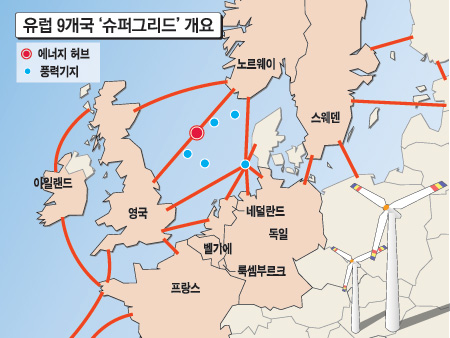 유럽 9개국 ‘슈퍼그리드’ 개요
에너지 허브
풍력기지
노르웨이
스웨덴
아일랜드
영국
네덜란드
독일
벨기에
룩셈부르크
프랑스